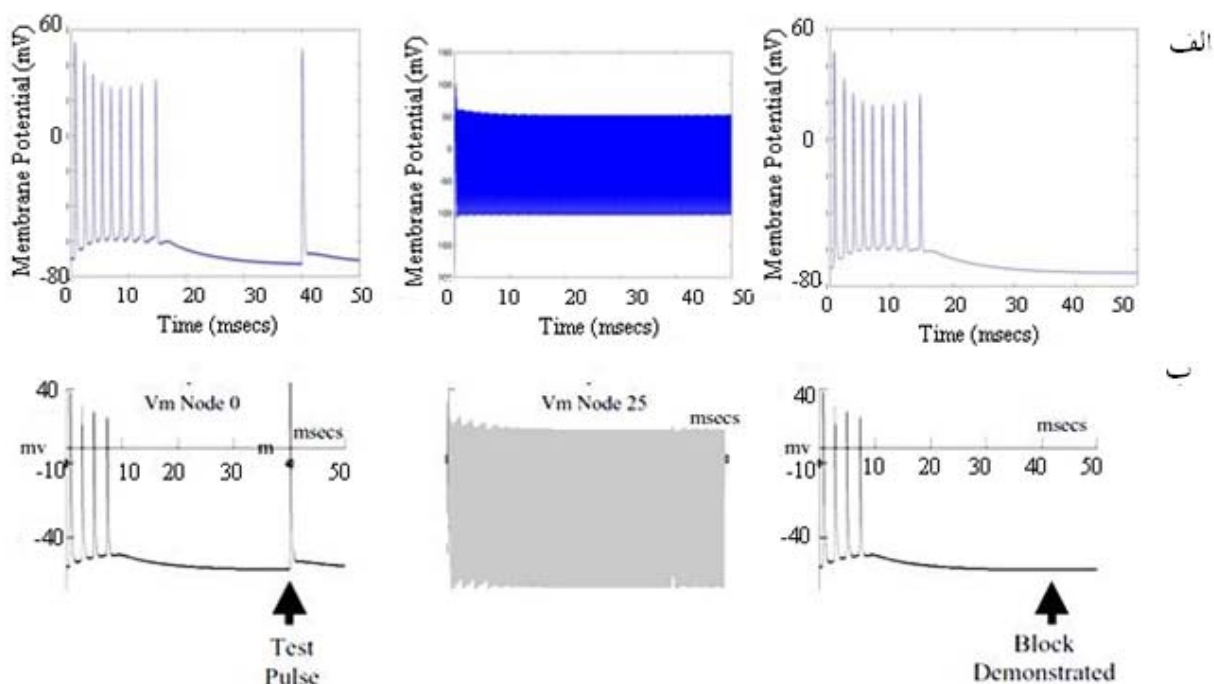 الف
60
0
-80
Membrane Potential (mV)
0 10 20 30 40 50
Time (msecs)
Membrane Potential (mV)
0 10 20 30 40 50
Time (msecs)
60
0
-80
Membrane Potential (mV)
0 10 20 30 40 50
Time (msecs)
ب
40
Vm Node 0
msecs
mv
m
-10 10 20 30 40 50
-40
Test
Pulse
Vm Node 25
msecs
40
msecs
mv
-10 10 20 30 40 50
-40
Block
Demonstrated